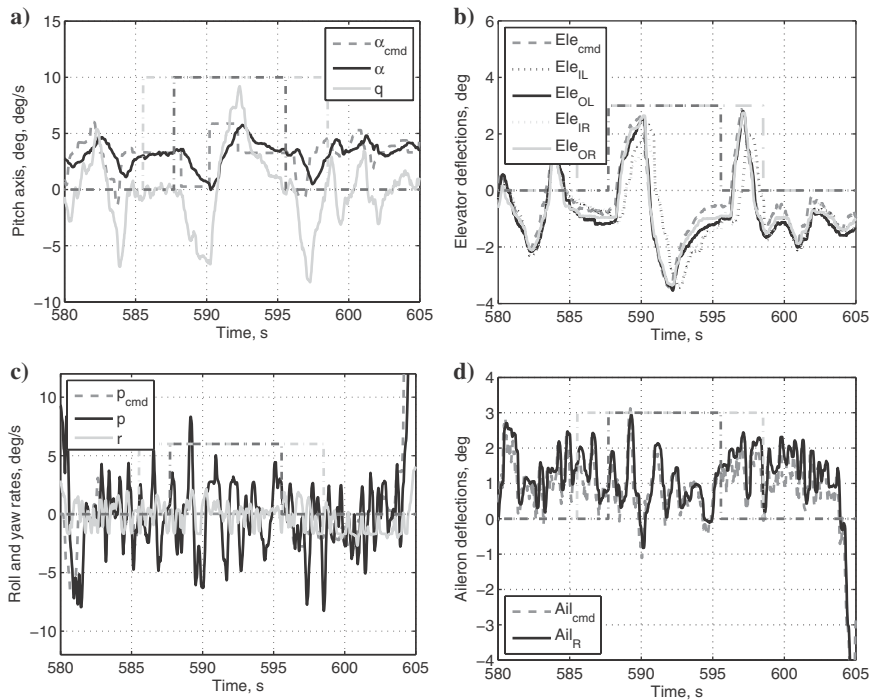 a)
15
10
5
0
−5
−10
580 585 590 595 600 605
Time, s
Pitch axis, deg, deg/s
α_cmd
α
q
b)
6
4
2
0
−2
−4
580 585 590 595 600 605
Time, s
Elevator deflections, deg
Ele_cmd
Ele_IL
Ele_OL
Ele_IR
Ele_OR
c)
10
5
0
−5
−10
580 585 590 595 600 605
Time, s
Roll and yaw rates, deg/s
p_cmd
p
r
d)
4
3
2
1
0
−1
−2
−3
−4
580 585 590 595 600 605
Time, s
Aileron deflections, deg
Ail_cmd
Ail_R